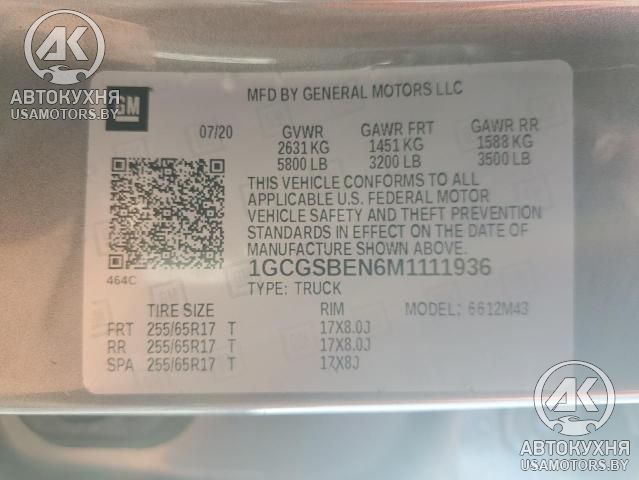 AK
АВТОКУХНЯ
USAMOTORS.BY
GM
MFD BY GENERAL MOTORS LLC
07/20 GVWR GAWR FRT GAWR RR
2631 KG 1451 KG 1588 KG
5800 LB 3200 LB 3500 LB
THIS VEHICLE CONFORMS TO ALL
APPLICABLE U.S. FEDERAL MOTOR
VEHICLE SAFETY AND THEFT PREVENTION
STANDARDS IN EFFECT ON THE DATE OF
MANUFACTURE SHOWN ABOVE.
464C
1GCGSBEN6M1111936
TYPE: TRUCK
TIRE SIZE RIM MODEL: 6612M43
FRT 255/65R17 T 17X8.0J
RR 255/65R17 T 17X8.0J
SPA 255/65R17 T 17X8J
AK
АВТОКУХНЯ
USAMOTORS.BY